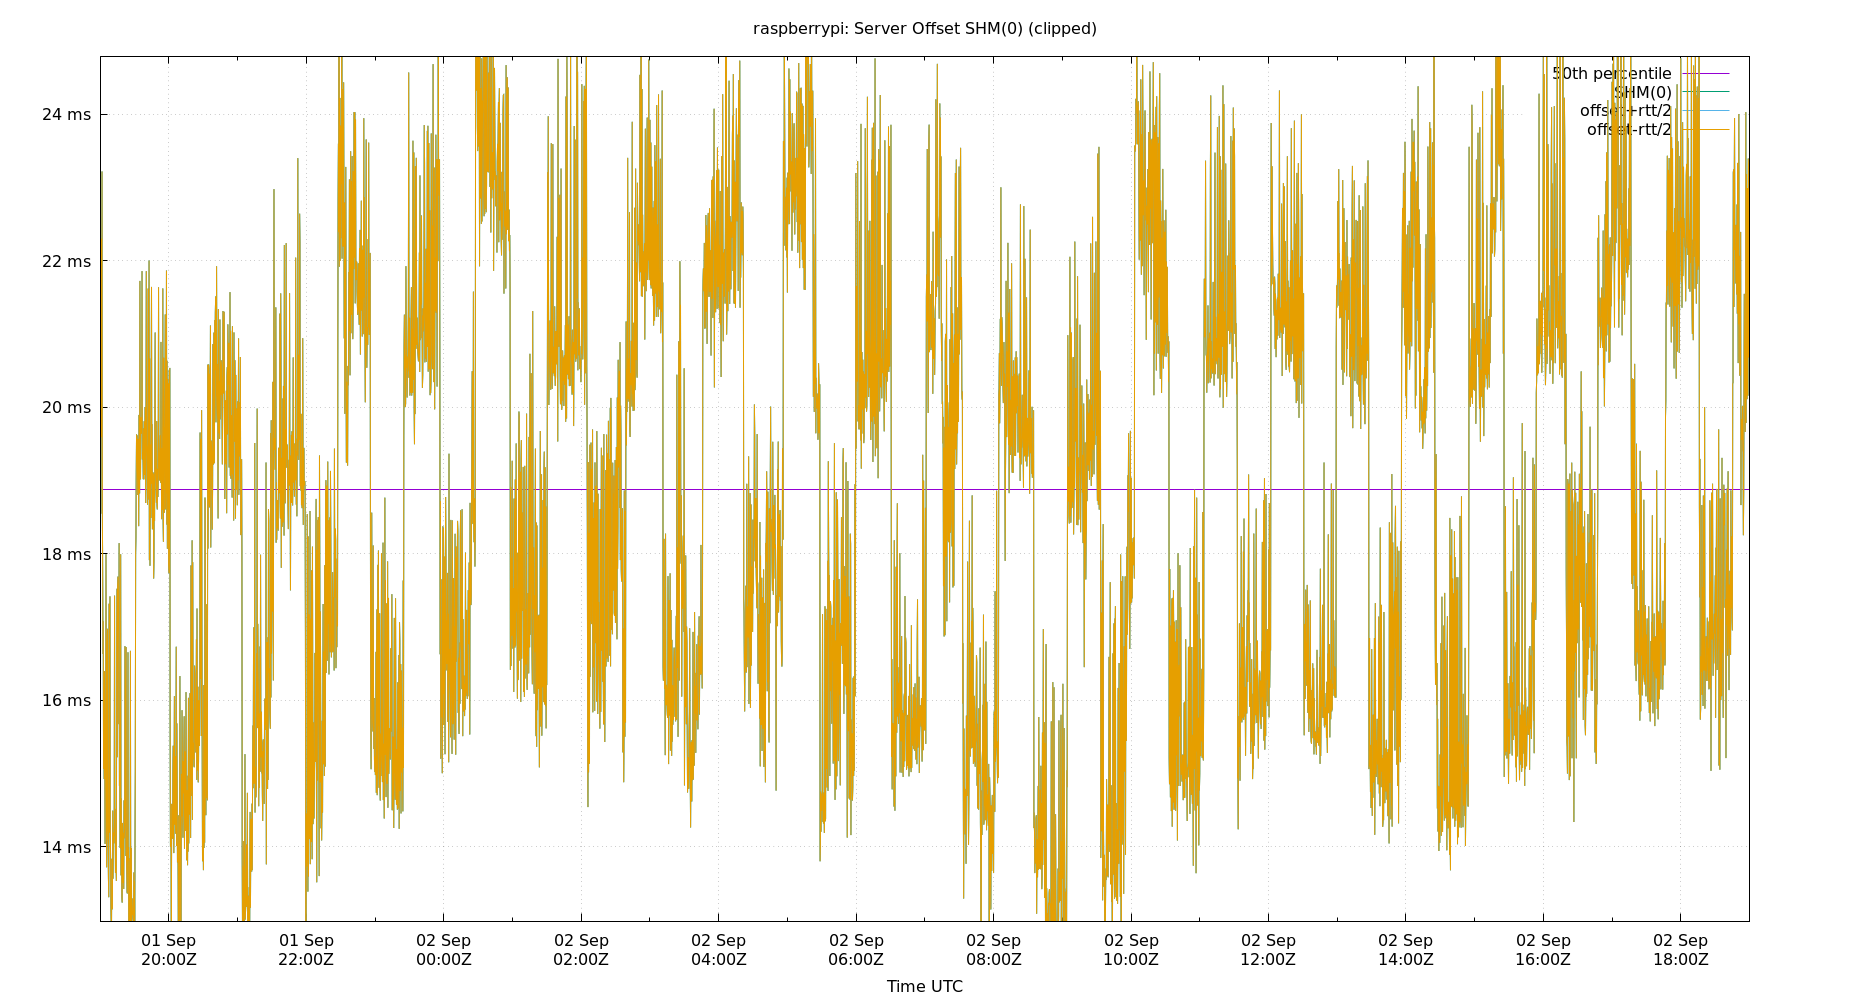 raspberrypi: Server Offset SHM(0) (clipped)
50th percentile
SHM(0)
offset+rtt/2
offset-rtt/2
24 ms
22 ms
20 ms
18 ms
16 ms
14 ms
01 Sep 01 Sep 02 Sep 02 Sep 02 Sep 02 Sep 02 Sep 02 Sep 02 Sep 02 Sep 02 Sep 02 Sep
20:00Z 22:00Z 00:00Z 02:00Z 04:00Z 06:00Z 08:00Z 10:00Z 12:00Z 14:00Z 16:00Z 18:00Z
Time UTC